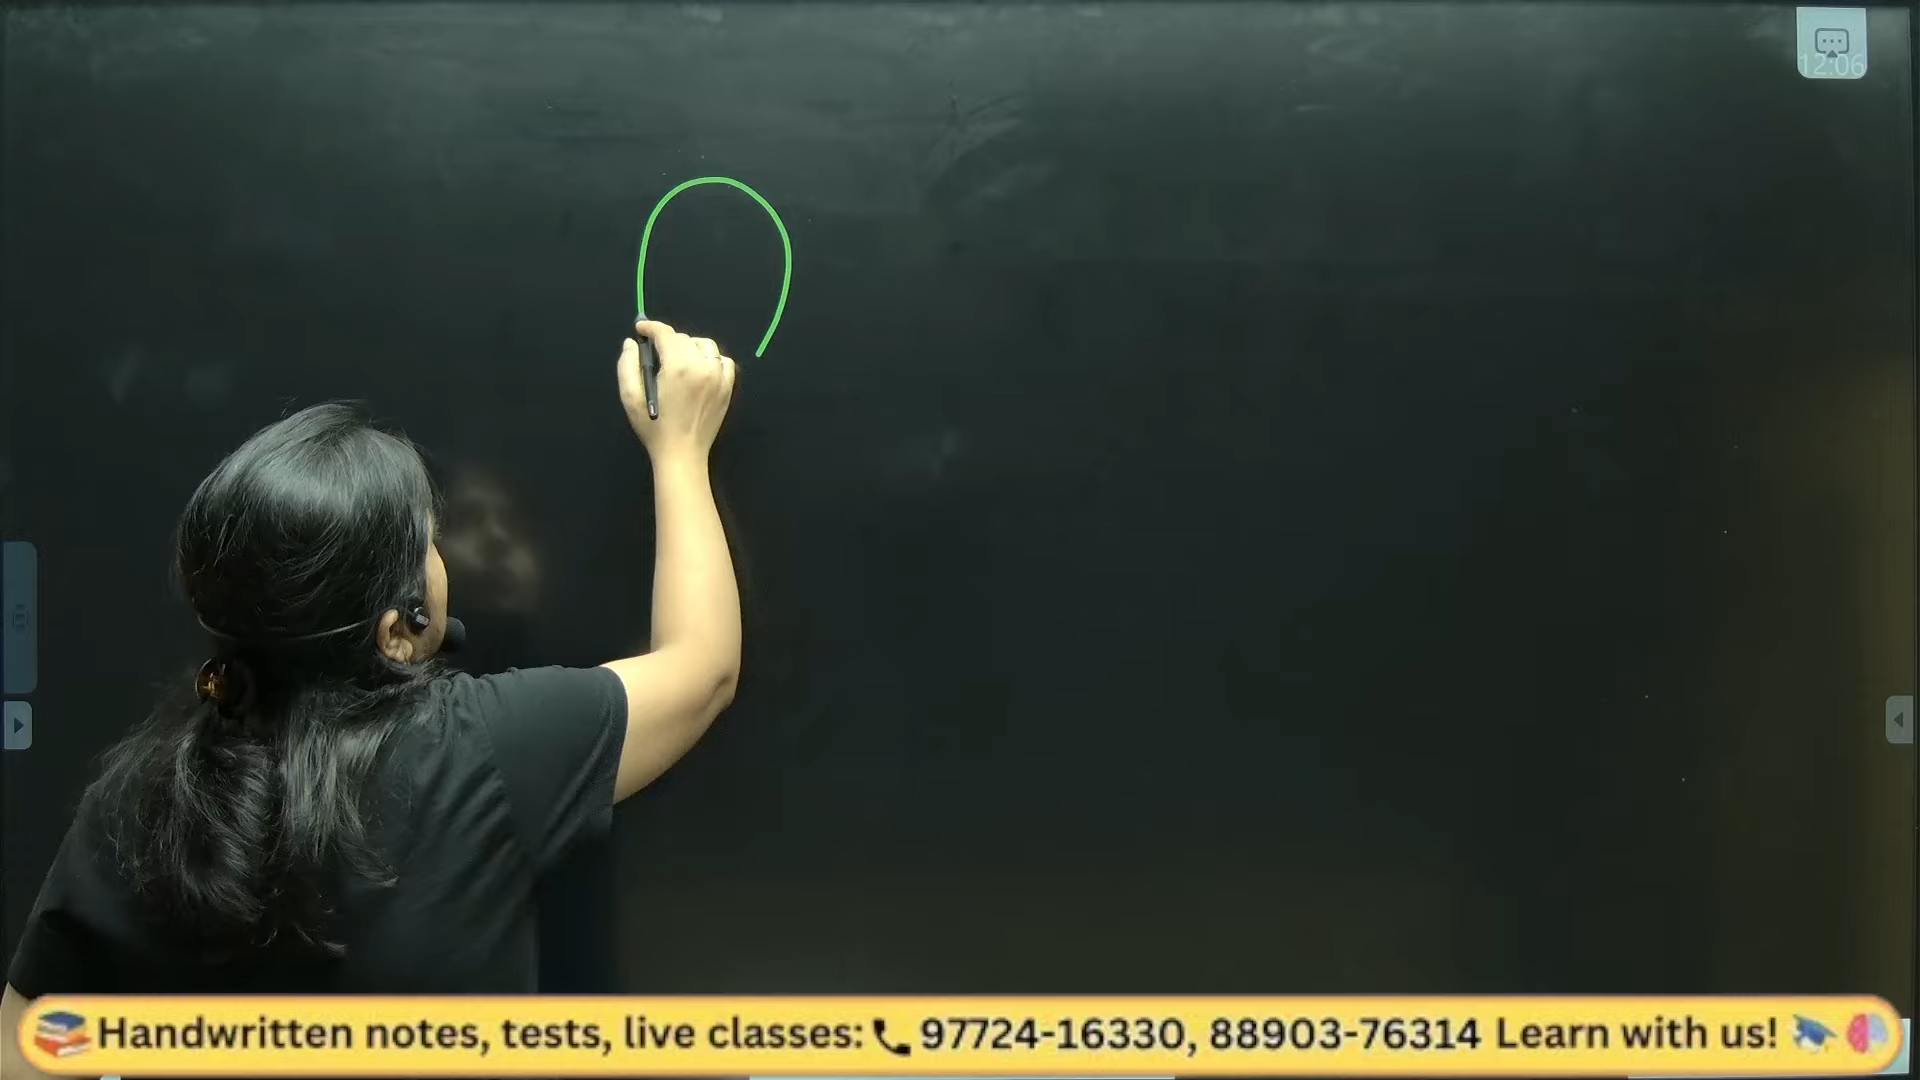 12:06
Handwritten notes, tests, live classes: 97724-16330, 88903-76314 Learn with us!